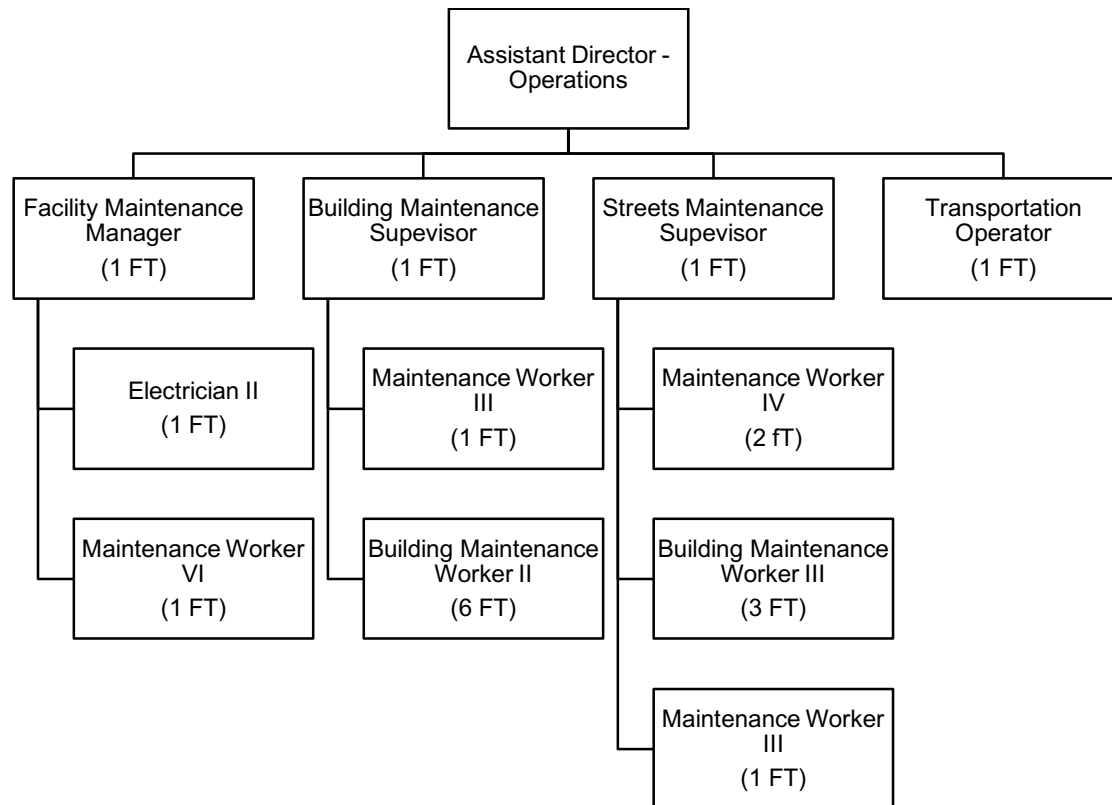 Assistant Director -
Operations
Facility Maintenance
Manager
(1 FT)
Building Maintenance
Supevisor
(1 FT)
Streets Maintenance
Supevisor
(1 FT)
Transportation
Operator
(1 FT)
Electrician II
(1 FT)
Maintenance Worker
III
(1 FT)
Maintenance Worker
IV
(2 fT)
Maintenance Worker
VI
(1 FT)
Building Maintenance
Worker II
(6 FT)
Building Maintenance
Worker III
(3 FT)
Maintenance Worker
III
(1 FT)